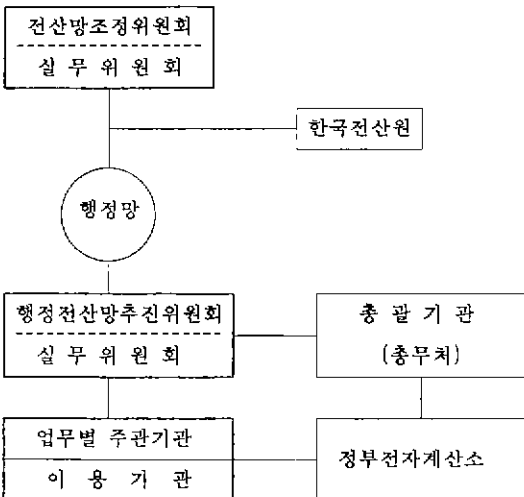 전산망조정위원회
실 무 위 원 회
한국전산원
행정망
행정전산망추진위원회
실 무 위 원 회
총 괄 기 관
(총무처)
업무별 주관기관
이 용 기 관
정부전자계산소